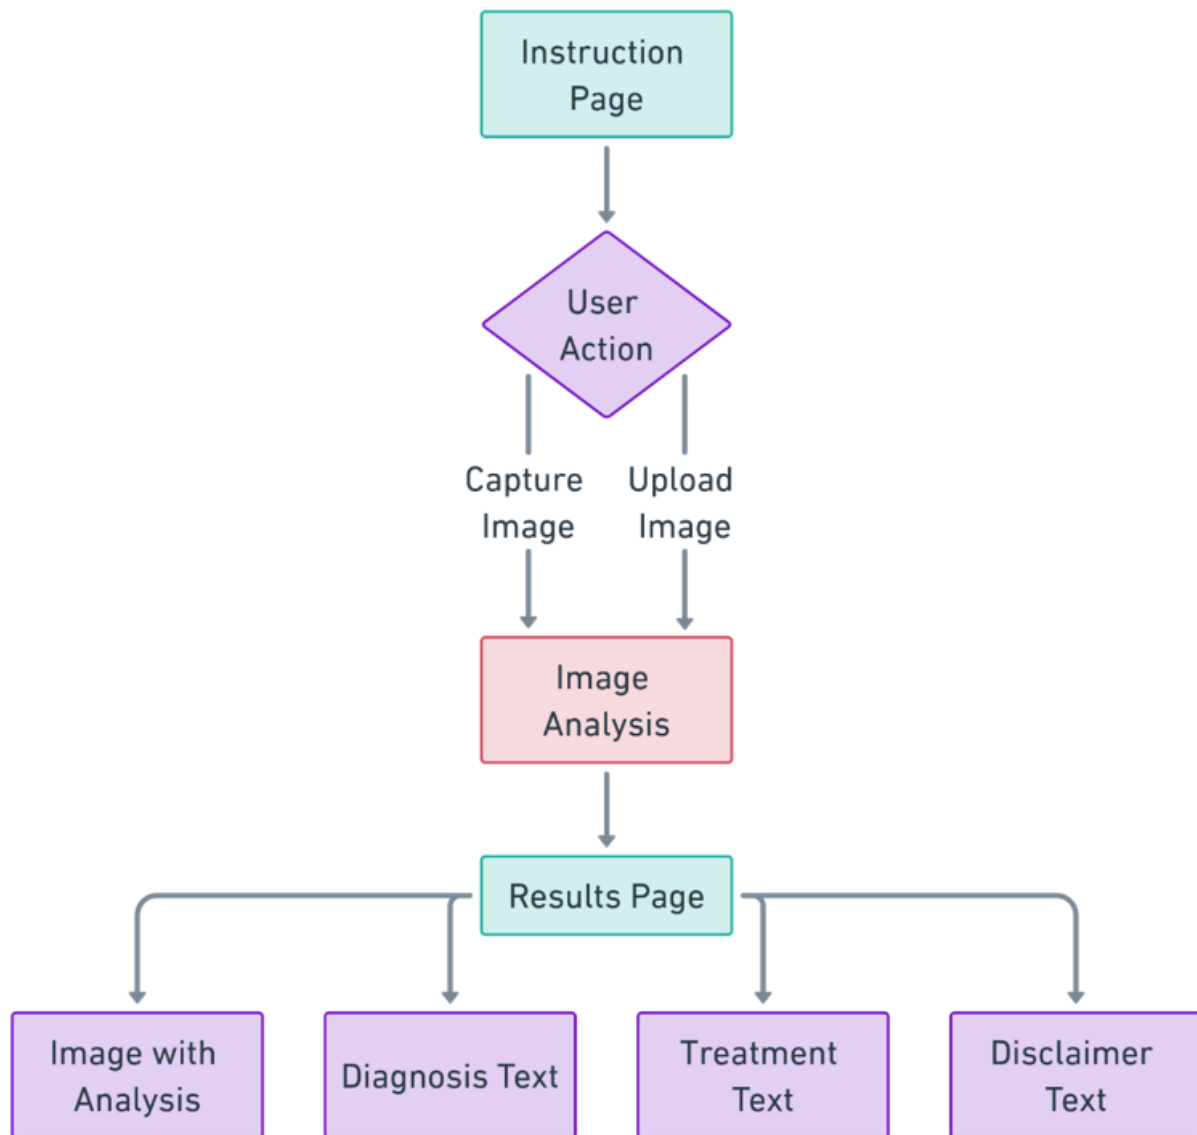 Instruction
Page
User
Action
Capture
Image
Upload
Image
Image
Analysis
Results Page
Image with
Analysis
Diagnosis Text
Treatment
Text
Disclaimer
Text